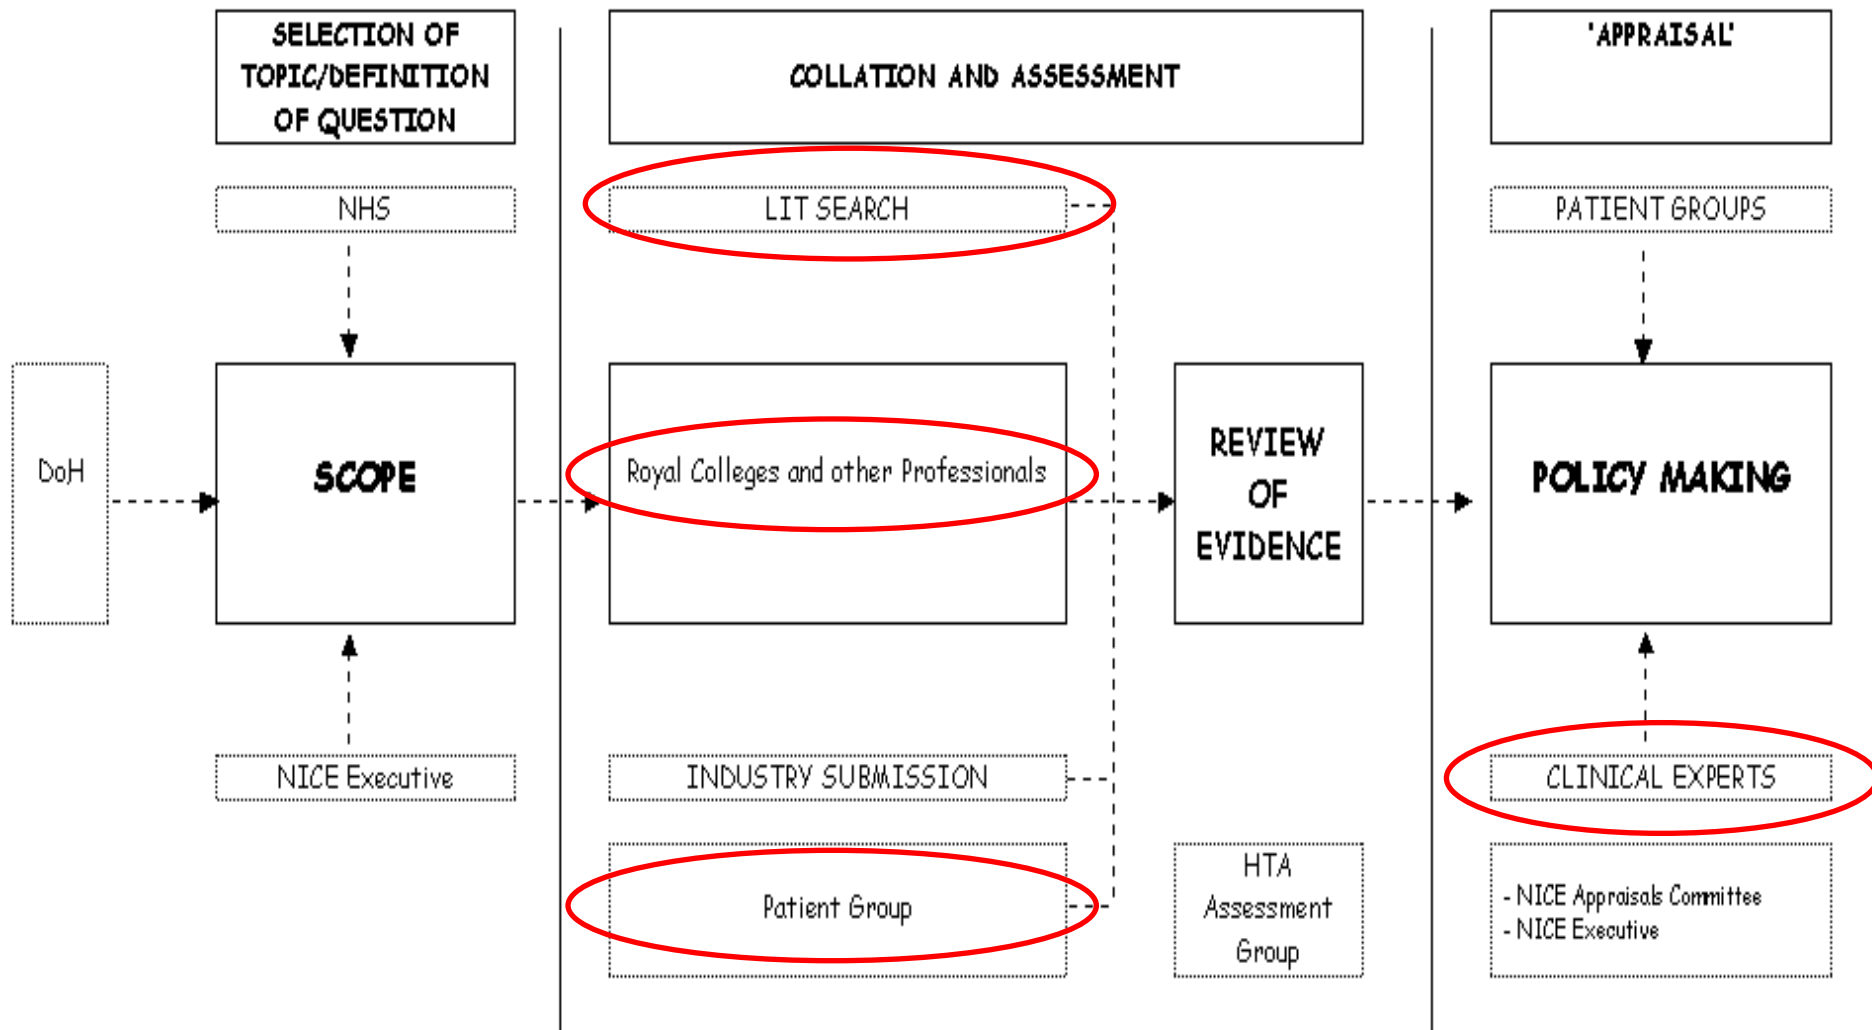 SELECTION OF
TOPIC/DEFINITION
OF QUESTION
COLLATION AND ASSESSMENT
'APPRAISAL'
NHS
LIT SEARCH
PATIENT GROUPS
DoH
SCOPE
Royal Colleges and other Professionals
REVIEW
OF
EVIDENCE
POLICY MAKING
NICE Executive
INDUSTRY SUBMISSION
CLINICAL EXPERTS
Patient Group
HTA
Assessment
Group
- NICE Appraisals Committee
- NICE Executive